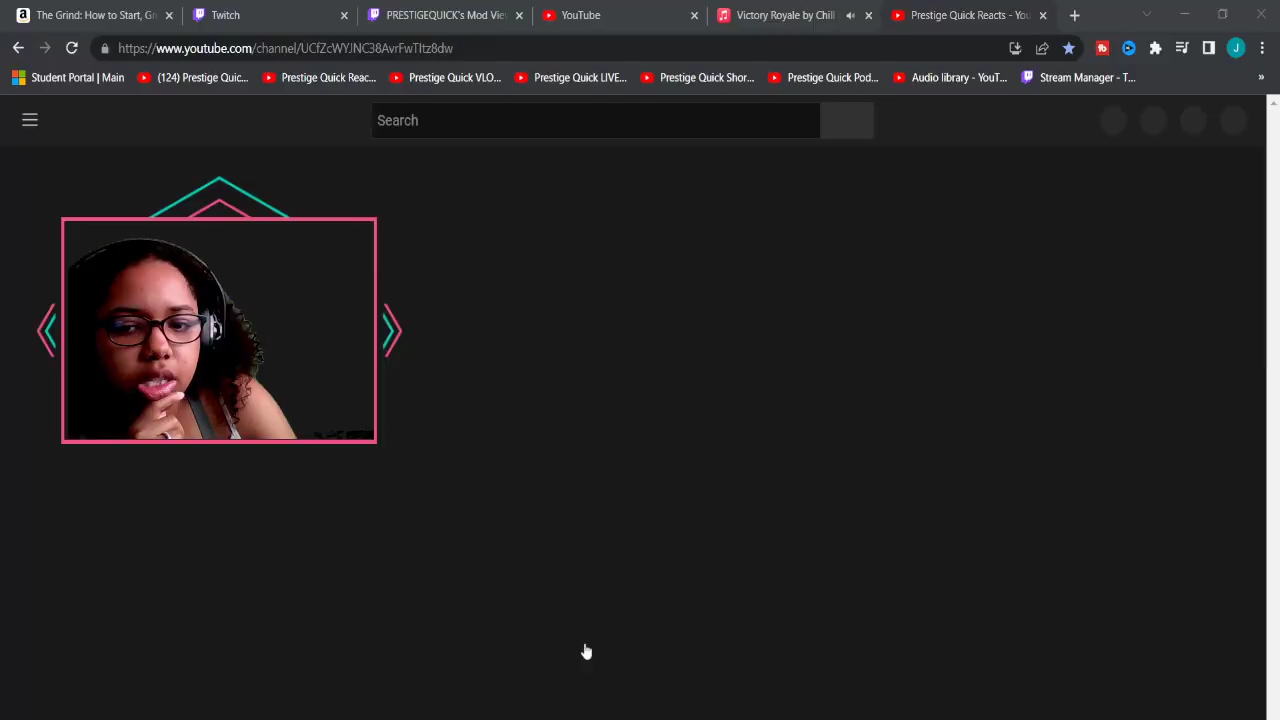 The Grind: How to Start, Gr
Twitch
PRESTIGEQUICK's Mod View
YouTube
Victory Royale by Chill
Prestige Quick Reacts - You
https://www.youtube.com/channel/UCfZcWYJNC38AvrFwTltz8dw
Student Portal | Main
(124) Prestige Quic...
Prestige Quick Reac...
Prestige Quick VLO...
Prestige Quick LIVE...
Prestige Quick Shor...
Prestige Quick Pod...
Audio library - YouT...
Stream Manager - T...
Search
J